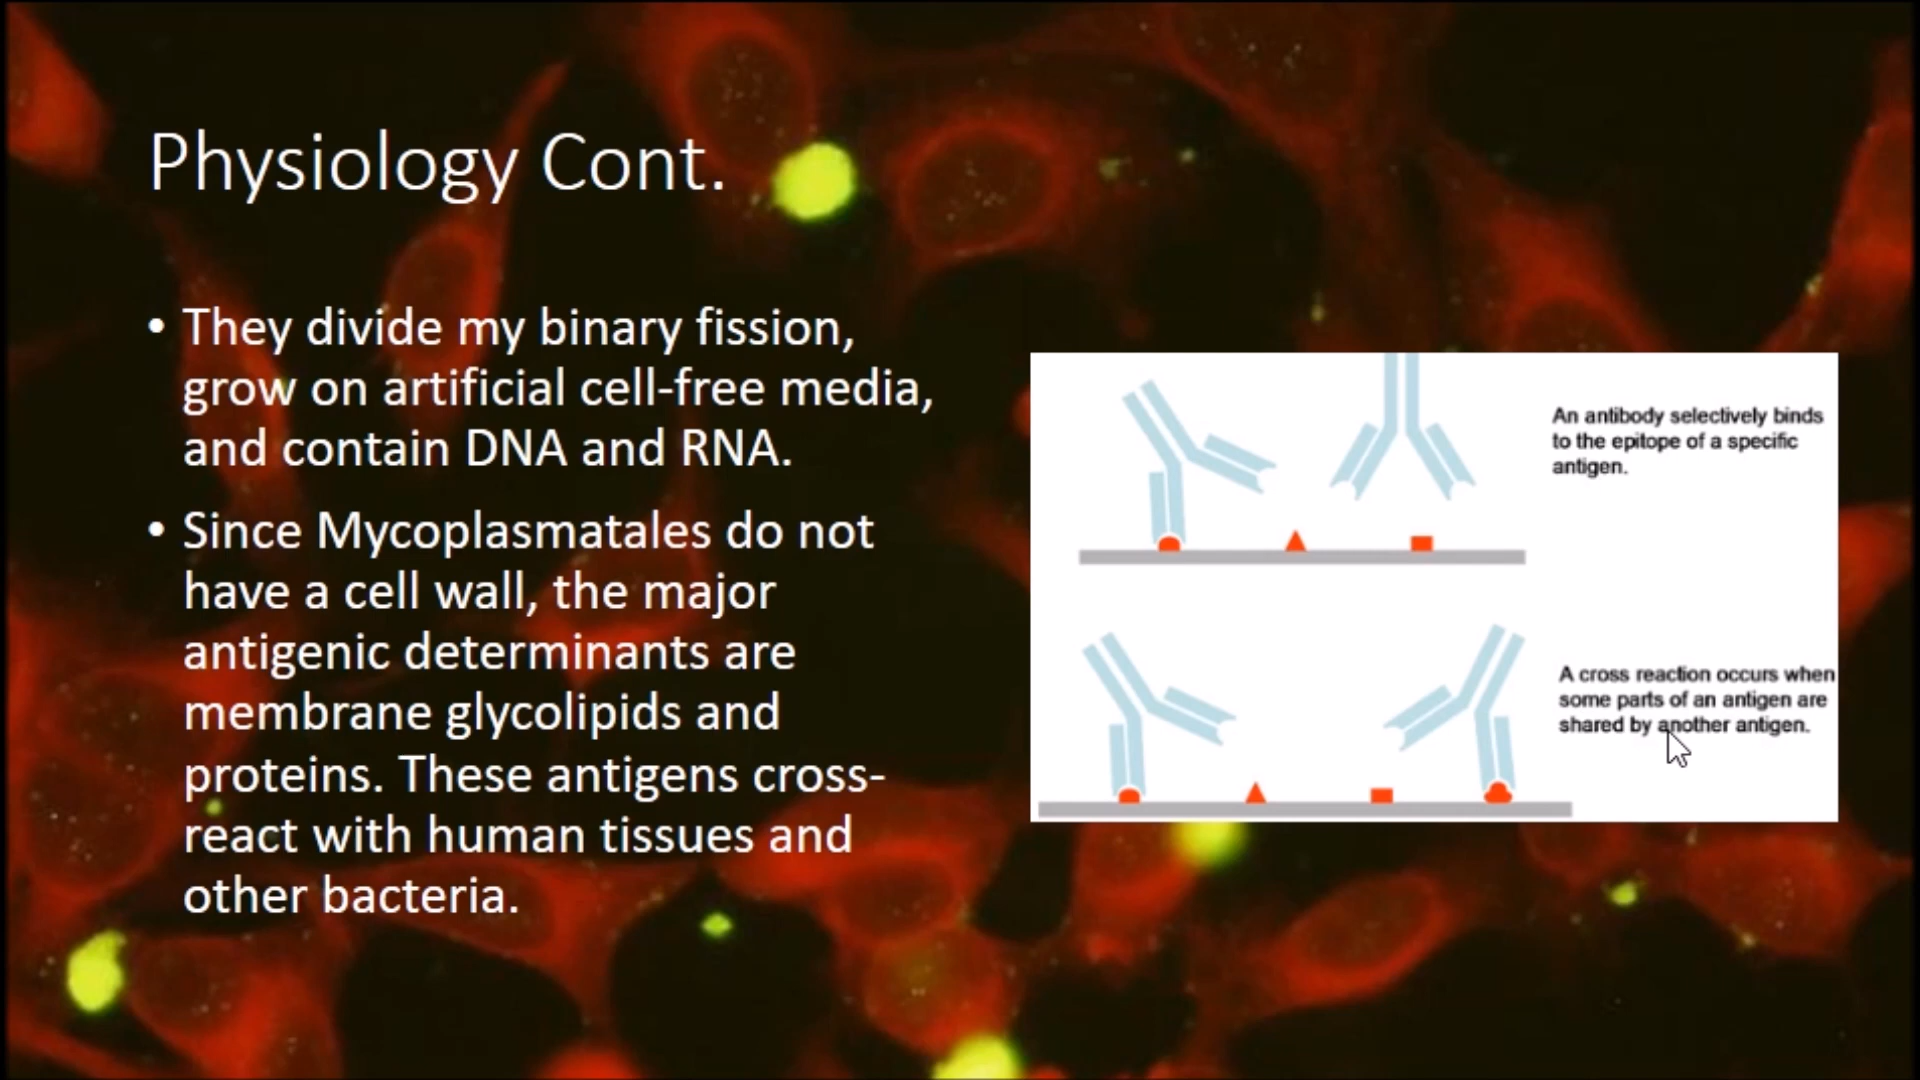 Physiology Cont.
• They divide my binary fission,
grow on artificial cell-free media,
and contain DNA and RNA.
• Since Mycoplasmatales do not
have a cell wall, the major
antigenic determinants are
membrane glycolipids and
proteins. These antigens cross-
react with human tissues and
other bacteria.
An antibody selectively binds
to the epitope of a specific
antigen.
A cross reaction occurs when
some parts of an antigen are
shared by another antigen.